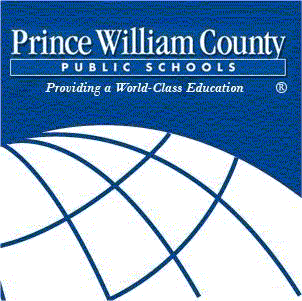 Prince William County
PUBLIC SCHOOLS
Providing a World-Class Education ®